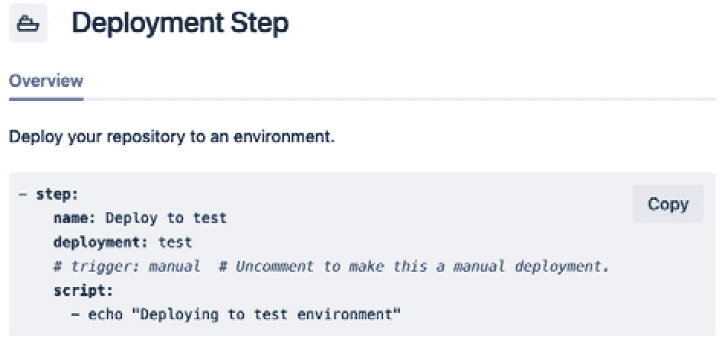 Deployment Step
Overview
Deploy your repository to an environment.
Copy
- step:
    name: Deploy to test
    deployment: test
    # trigger: manual  # Uncomment to make this a manual deployment.
    script:
      - echo "Deploying to test environment"